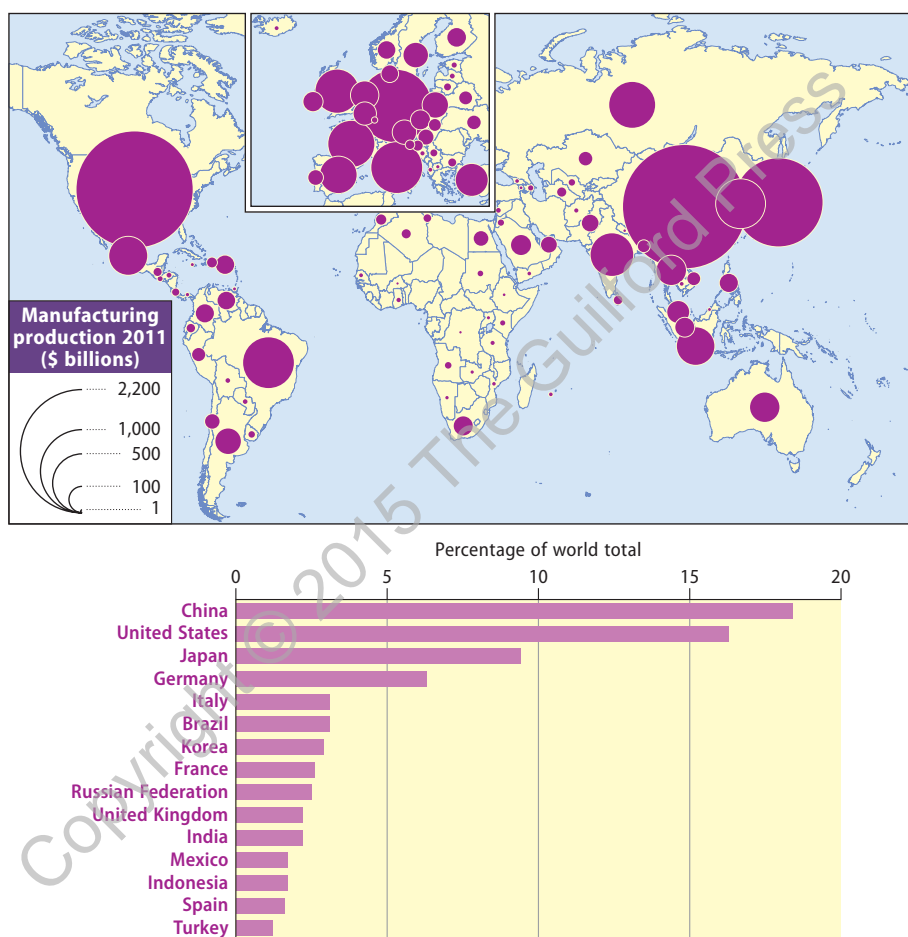 Manufacturing
production 2011
($ billions)
2,200
1,000
500
100
1
Percentage of world total
0 5 10 15 20
China
United States
Japan
Germany
Italy
Brazil
Korea
France
Russian Federation
United Kingdom
India
Mexico
Indonesia
Spain
Turkey
Copyright © 2015 The Guilford Press